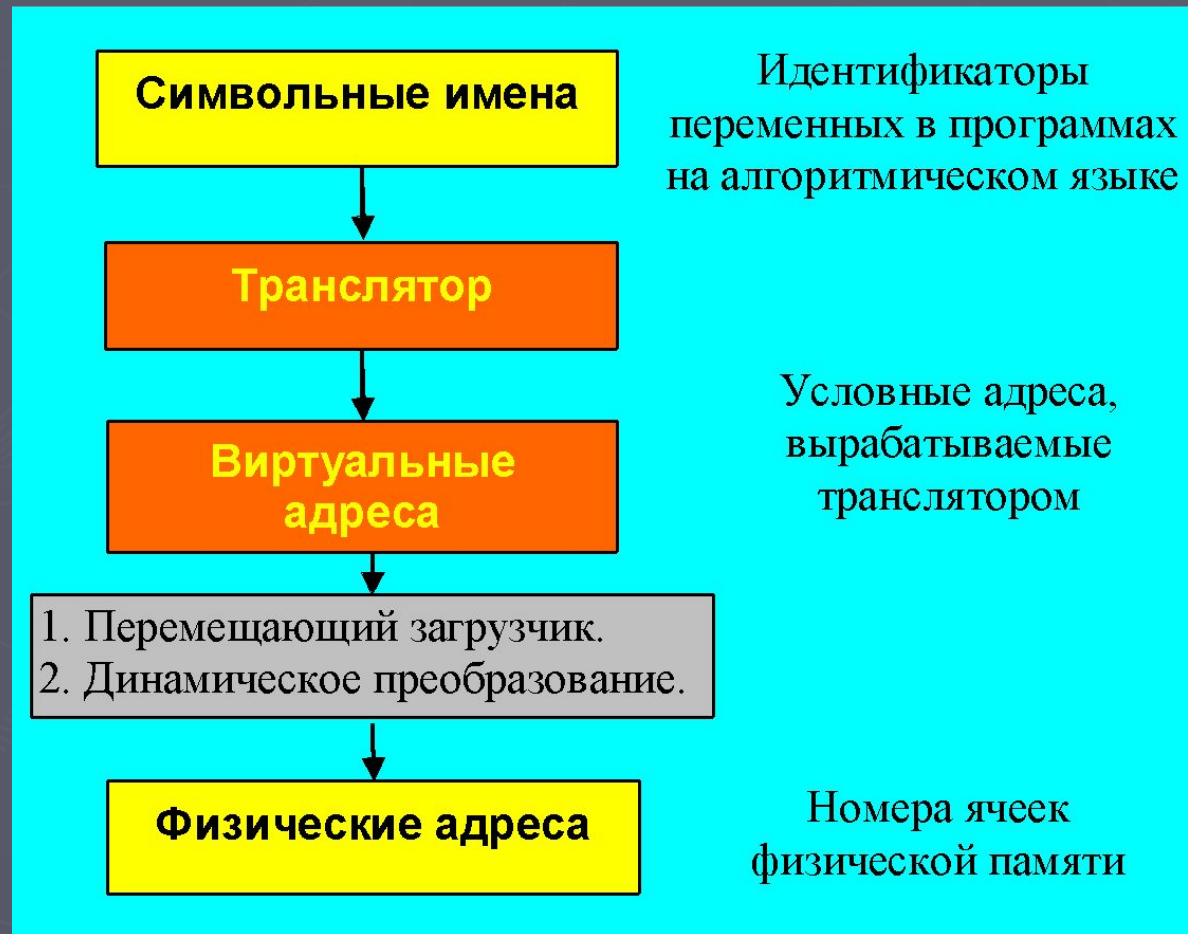 Символьные имена
Идентификаторы
переменных в программах
на алгоритмическом языке
Транслятор
Виртуальные
адреса
Условные адреса,
вырабатываемые
транслятором
1. Перемещающий загрузчик.
2. Динамическое преобразование.
Физические адреса
Номера ячеек
физической памяти